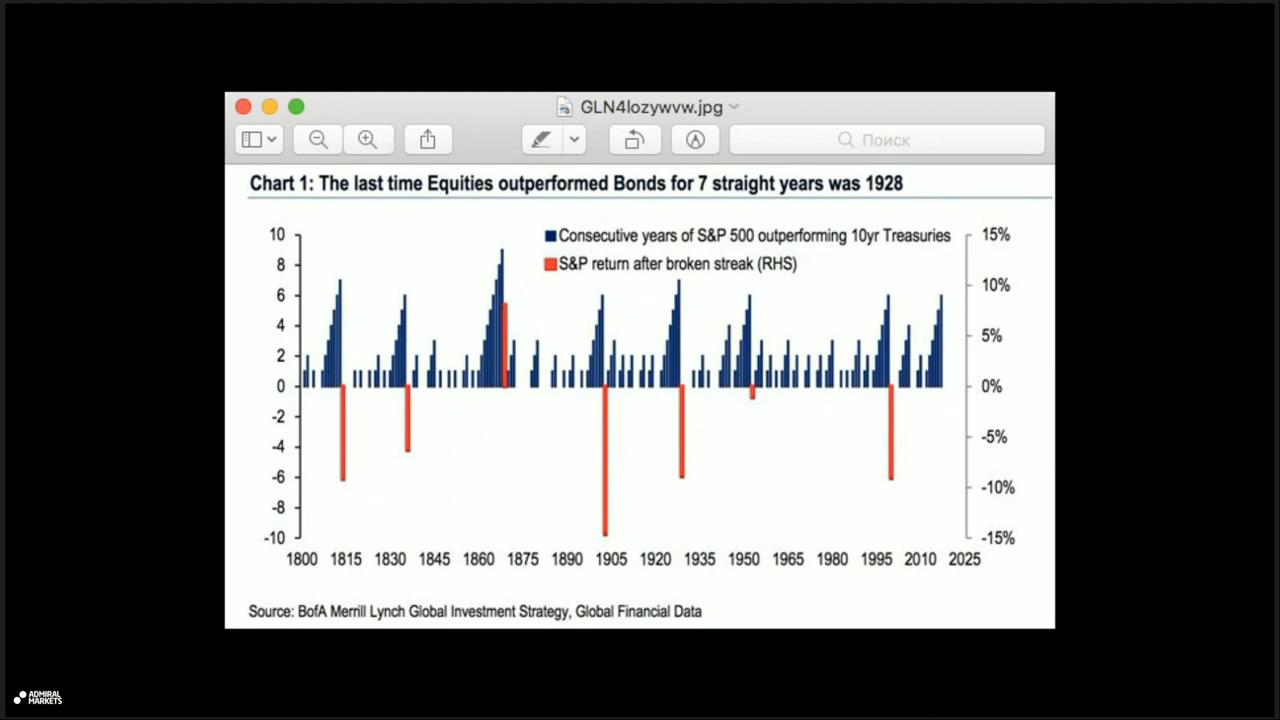 GLN4lozywvw.jpg
Поиск
Chart 1: The last time Equities outperformed Bonds for 7 straight years was 1928
Consecutive years of S&P 500 outperforming 10yr Treasuries
S&P return after broken streak (RHS)
10
8
6
4
2
0
-2
-4
-6
-8
-10
15%
10%
5%
0%
-5%
-10%
-15%
1800 1815 1830 1845 1860 1875 1890 1905 1920 1935 1950 1965 1980 1995 2010 2025
Source: BofA Merrill Lynch Global Investment Strategy, Global Financial Data
ADMIRAL
MARKETS